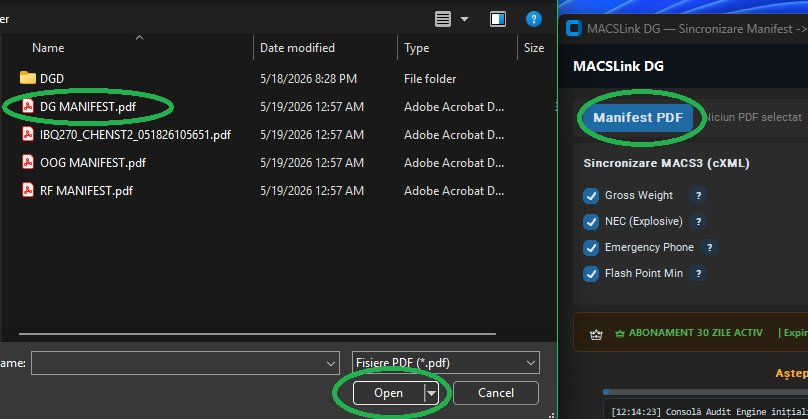 er
Name Date modified Type Size
DGD 5/18/2026 8:28 PM File folder
DG MANIFEST.pdf 5/19/2026 12:57 AM Adobe Acrobat D...
IBQ270_CHENST2_051826105651.pdf 5/19/2026 12:57 AM Adobe Acrobat D...
OOG MANIFEST.pdf 5/19/2026 12:57 AM Adobe Acrobat D...
RF MANIFEST.pdf 5/19/2026 12:57 AM Adobe Acrobat D...
ame:
Fisiere PDF (*.pdf)
Open Cancel
MACSLink DG — Sincronizare Manifest ->
MACSLink DG
Manifest PDF Niciun PDF selectat
Sincronizare MACS3 (cXML)
Gross Weight ?
NEC (Explosive) ?
Emergency Phone ?
Flash Point Min ?
ABONAMENT 30 ZILE ACTIV | Expir
Aștep
[12:14:23] Consolă Audit Engine inițial